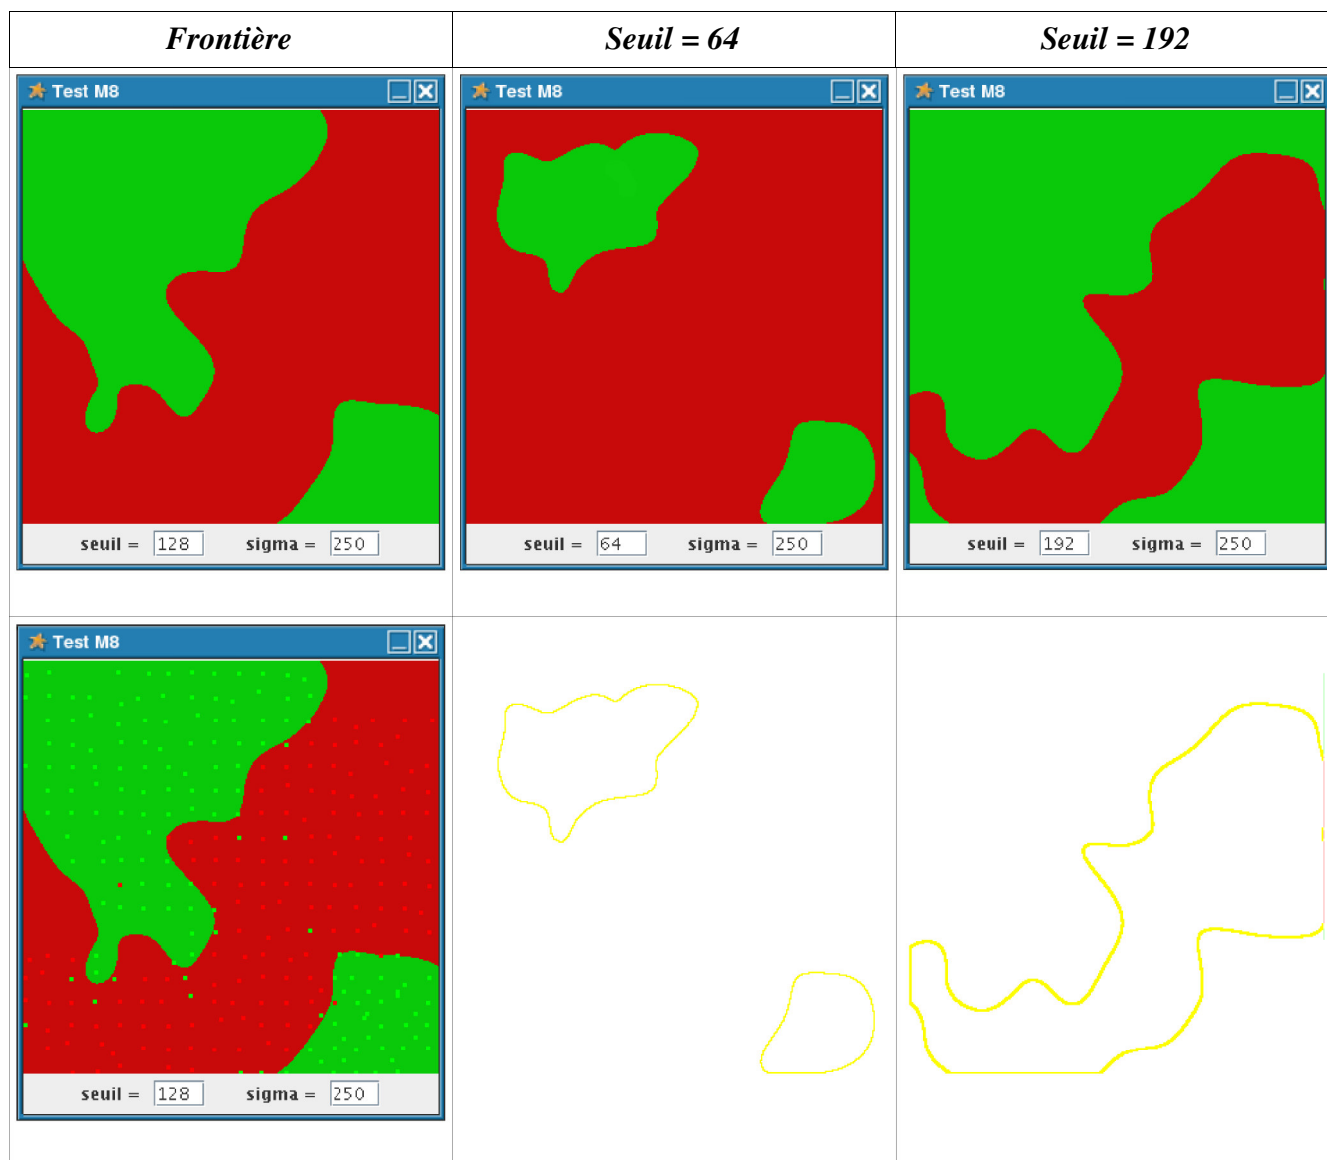 Frontière
Seuil = 64
Seuil = 192
Test M8
Test M8
Test M8
seuil = 128 sigma = 250
seuil = 64 sigma = 250
seuil = 192 sigma = 250
Test M8
seuil = 128 sigma = 250